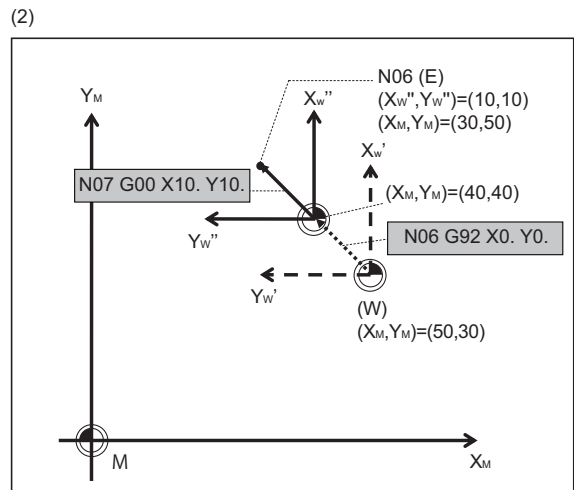 (2)
N06 (E)
(Xw",Yw")=(10,10)
(XM,YM)=(30,50)
YM
Xw"
Xw'
N07 G00 X10. Y10.
(XM,YM)=(40,40)
Yw"
N06 G92 X0. Y0.
Yw'
(W)
(XM,YM)=(50,30)
M
XM